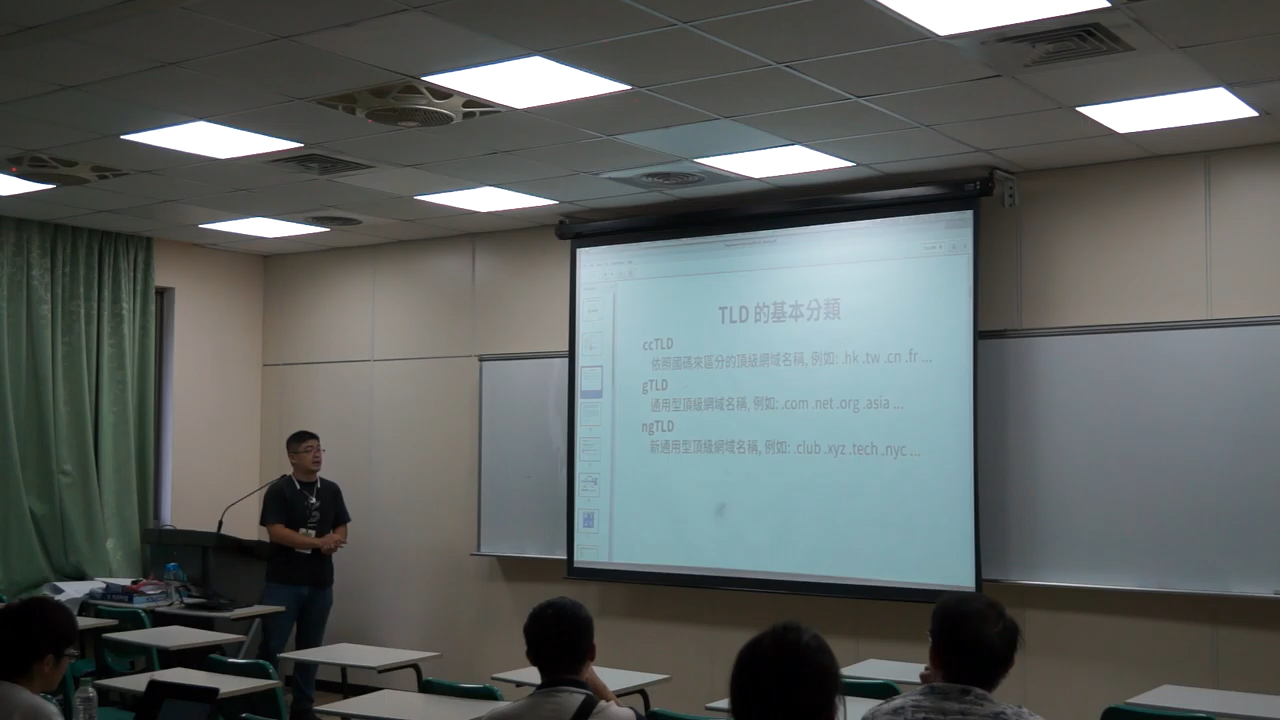 TLD 的基本分類
ccTLD
依照國碼來區分的頂級網域名稱, 例如: .hk .tw .cn .fr ...
gTLD
通用型頂級網域名稱, 例如: .com .net .org .asia ...
ngTLD
新通用型頂級網域名稱, 例如: .club .xyz .tech .nyc ...